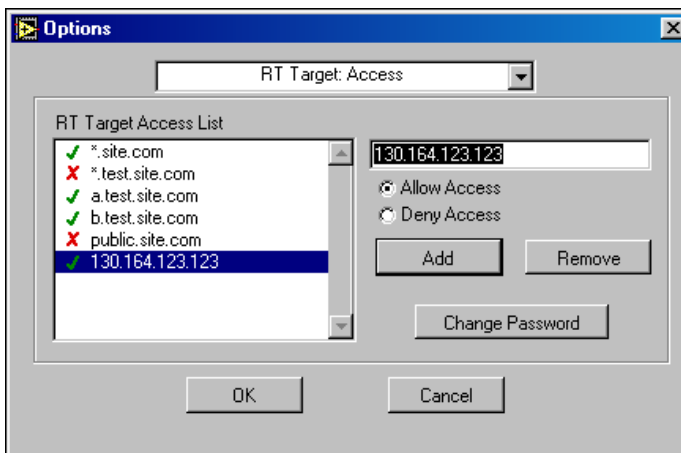 Options
RT Target: Access
RT Target Access List
*.site.com
*.test.site.com
a.test.site.com
b.test.site.com
public.site.com
130.164.123.123
130.164.123.123
Allow Access
Deny Access
Add
Remove
Change Password
OK
Cancel